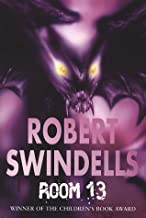 ROBERT
SWINDELLS
ROOM 13
WINNER OF THE CHILDREN'S BOOK AWARD